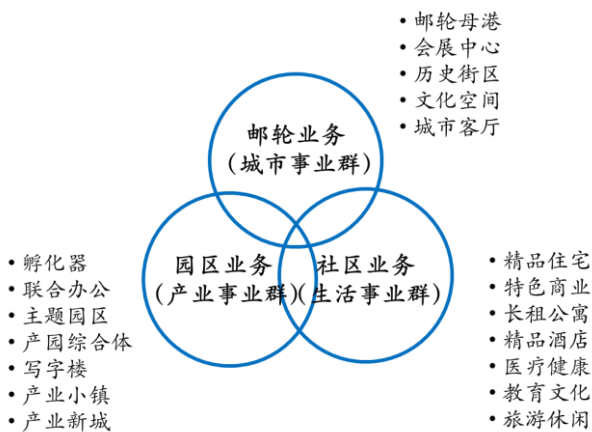 • 邮轮母港
• 会展中心
• 历史街区
• 文化空间
• 城市客厅
邮轮业务
(城市事业群)
园区业务
(产业事业群)
社区业务
(生活事业群)
• 孵化器
• 联合办公
• 主题园区
• 产园综合体
• 写字楼
• 产业小镇
• 产业新城
• 精品住宅
• 特色商业
• 长租公寓
• 精品酒店
• 医疗健康
• 教育文化
• 旅游休闲